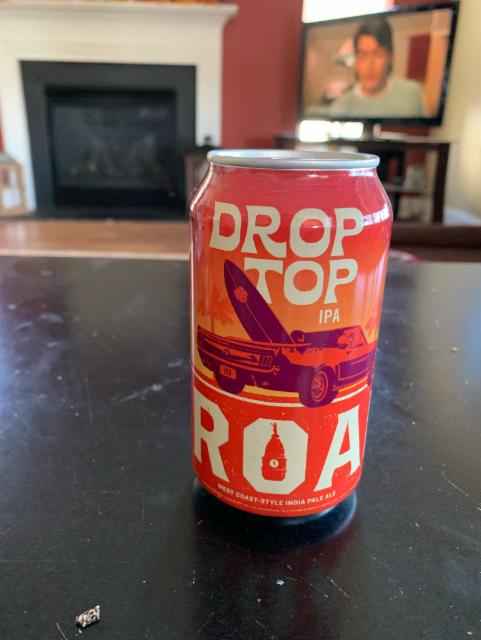 DROP
TOP
IPA
ROA
WEST COAST-STYLE INDIA PALE ALE